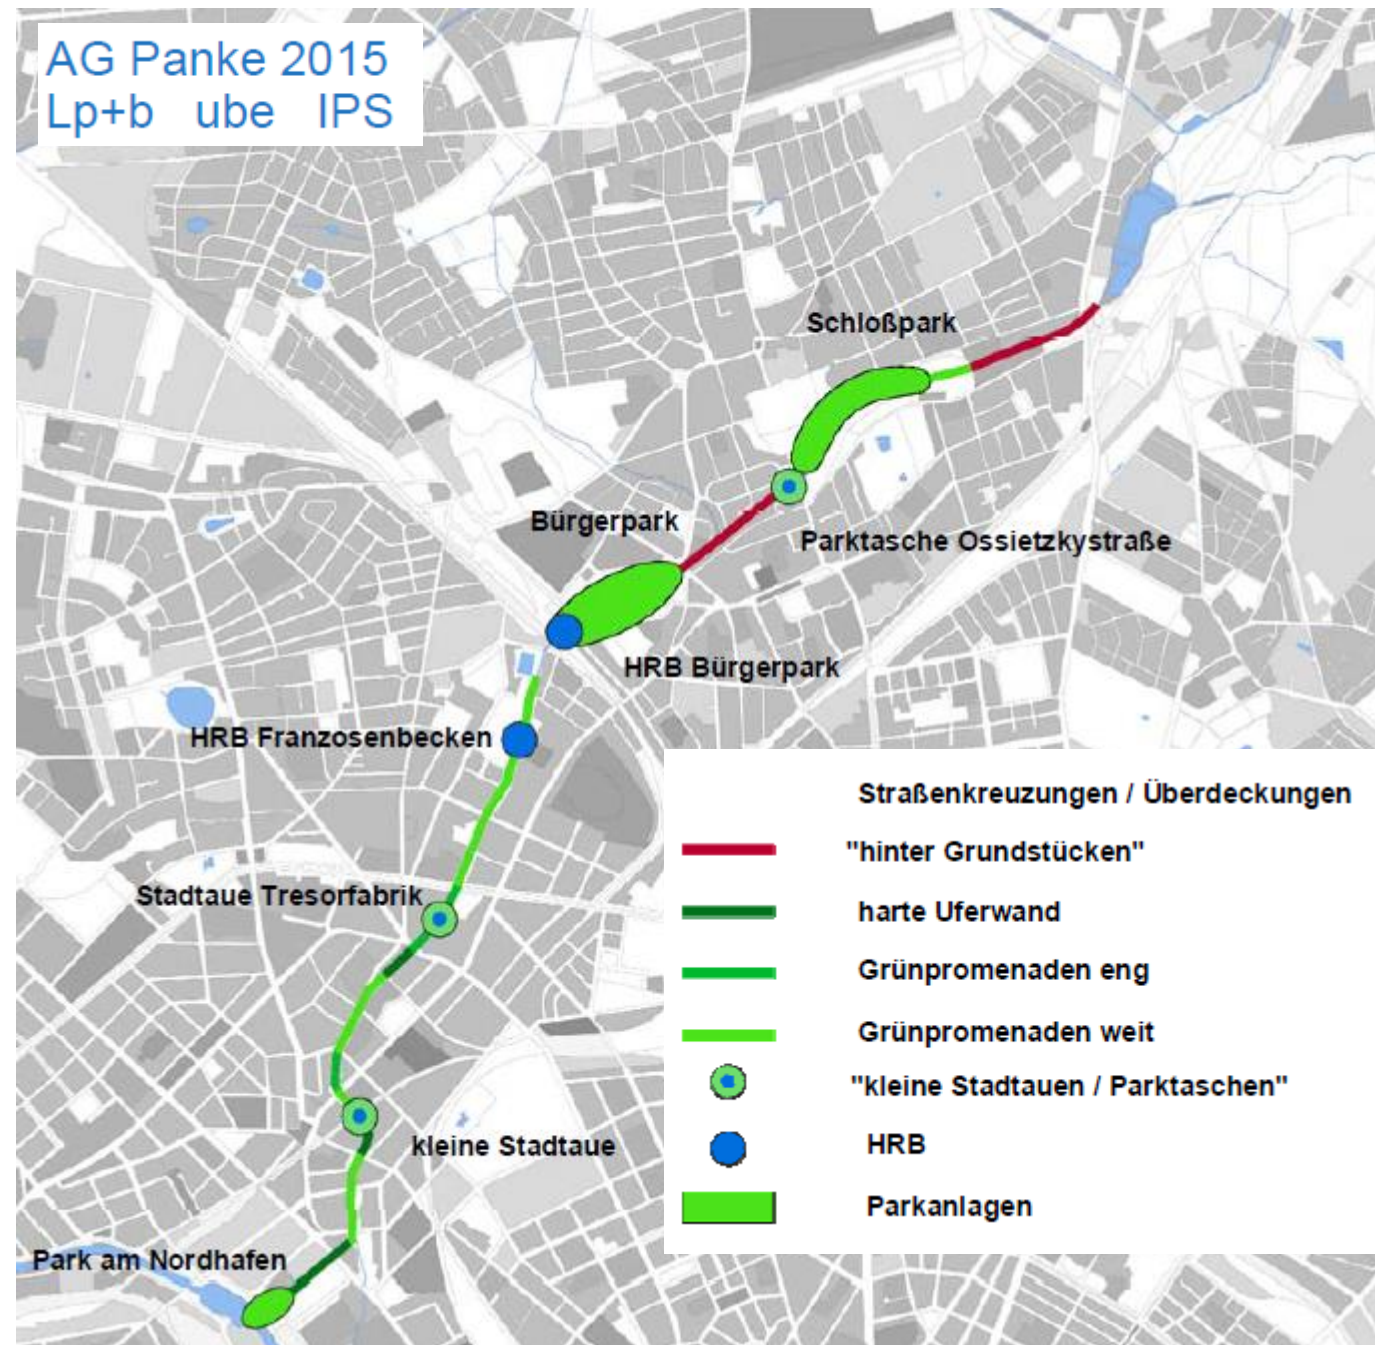 AG Panke 2015
Lp+b ube IPS
Schloßpark
Bürgerpark
Parktasche Ossietzkystraße
HRB Bürgerpark
HRB Franzosenbecken
Stadtaue Tresorfabrik
kleine Stadtaue
Park am Nordhafen
Straßenkreuzungen / Überdeckungen
"hinter Grundstücken"
harte Uferwand
Grünpromenaden eng
Grünpromenaden weit
"kleine Stadtauen / Parktaschen"
HRB
Parkanlagen